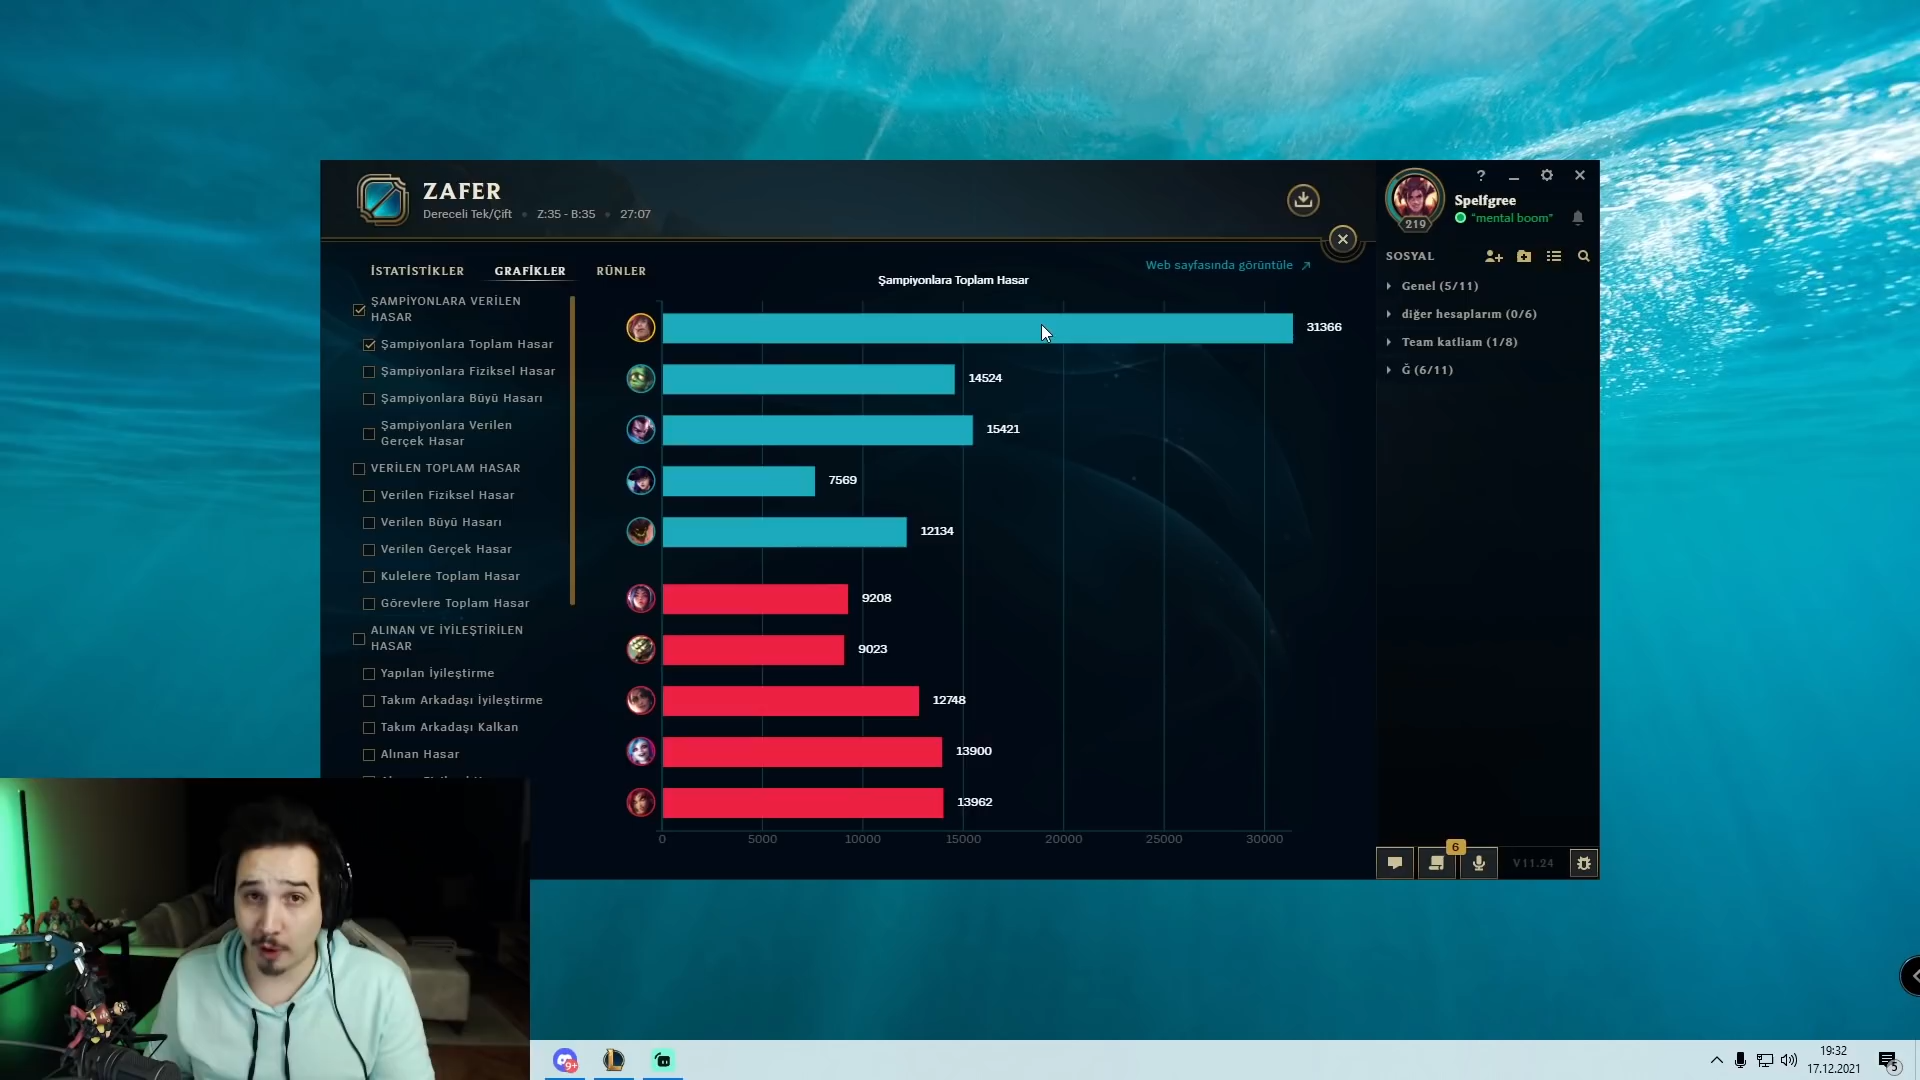 ZAFER
Dereceli Tek/Çift • Z:35 - B:35 • 27:07
İSTATİSTİKLER
GRAFİKLER
RÜNLER
Web sayfasında görüntüle
Şampiyonlara Toplam Hasar
ŞAMPİYONLARA VERİLEN
HASAR
Şampiyonlara Toplam Hasar
Şampiyonlara Fiziksel Hasar
Şampiyonlara Büyü Hasarı
Şampiyonlara Verilen
Gerçek Hasar
VERİLEN TOPLAM HASAR
Verilen Fiziksel Hasar
Verilen Büyü Hasarı
Verilen Gerçek Hasar
Kulelere Toplam Hasar
Görevlere Toplam Hasar
ALINAN VE İYİLEŞTİRİLEN
HASAR
Yapılan İyileştirme
Takım Arkadaşı İyileştirme
Takım Arkadaşı Kalkan
Alınan Hasar
31366
14524
15421
7569
12134
9208
9023
12748
13900
13962
0
5000
10000
15000
20000
25000
30000
?
219
Spelfgree
"mental boom"
SOSYAL
Genel (5/11)
diğer hesaplarım (0/6)
Team katliam (1/8)
Ğ (6/11)
6
V11.24
9+
19:32
17.12.2021
5